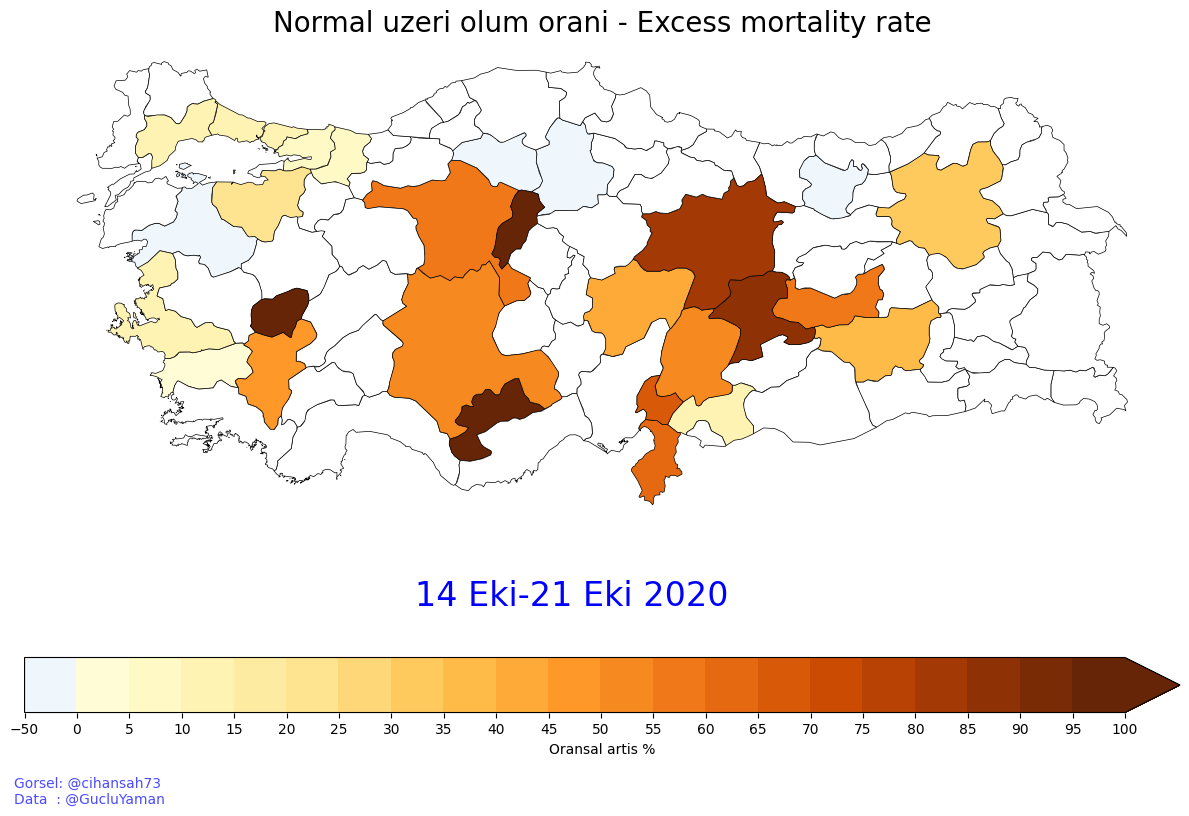 Normal uzeri olum orani - Excess mortality rate
14 Eki-21 Eki 2020
−50 0 5 10 15 20 25 30 35 40 45 50 55 60 65 70 75 80 85 90 95 100
Oransal artis %
Gorsel: @cihansah73
Data : @GucluYaman